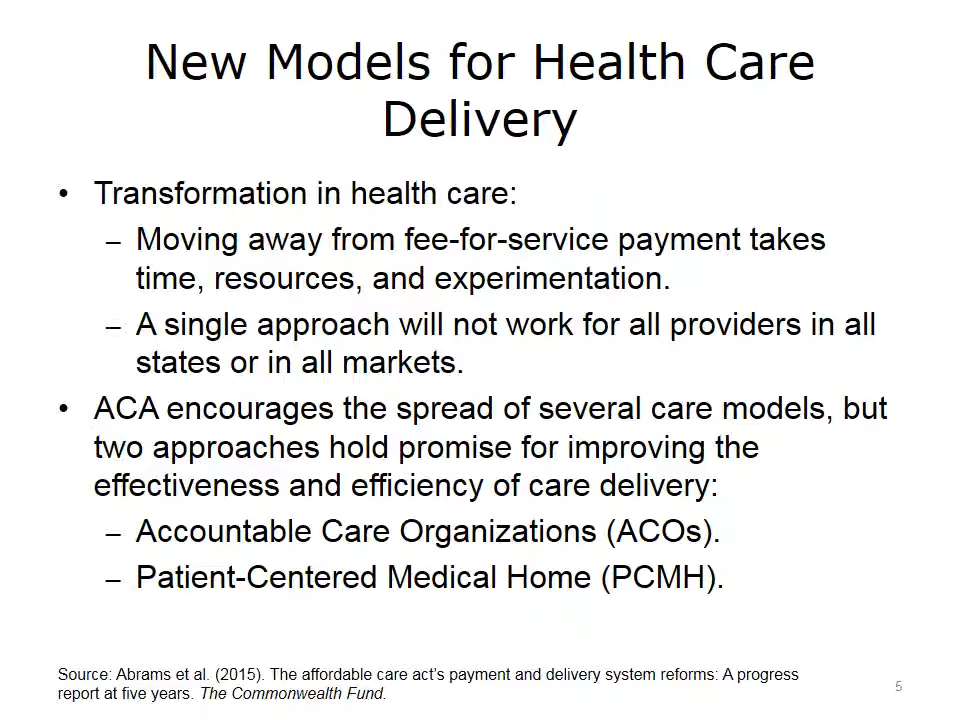 New Models for Health Care
Delivery
• Transformation in health care:
– Moving away from fee-for-service payment takes
time, resources, and experimentation.
– A single approach will not work for all providers in all
states or in all markets.
• ACA encourages the spread of several care models, but
two approaches hold promise for improving the
effectiveness and efficiency of care delivery:
– Accountable Care Organizations (ACOs).
– Patient-Centered Medical Home (PCMH).
Source: Abrams et al. (2015). The affordable care act's payment and delivery system reforms: A progress
report at five years. The Commonwealth Fund.
5